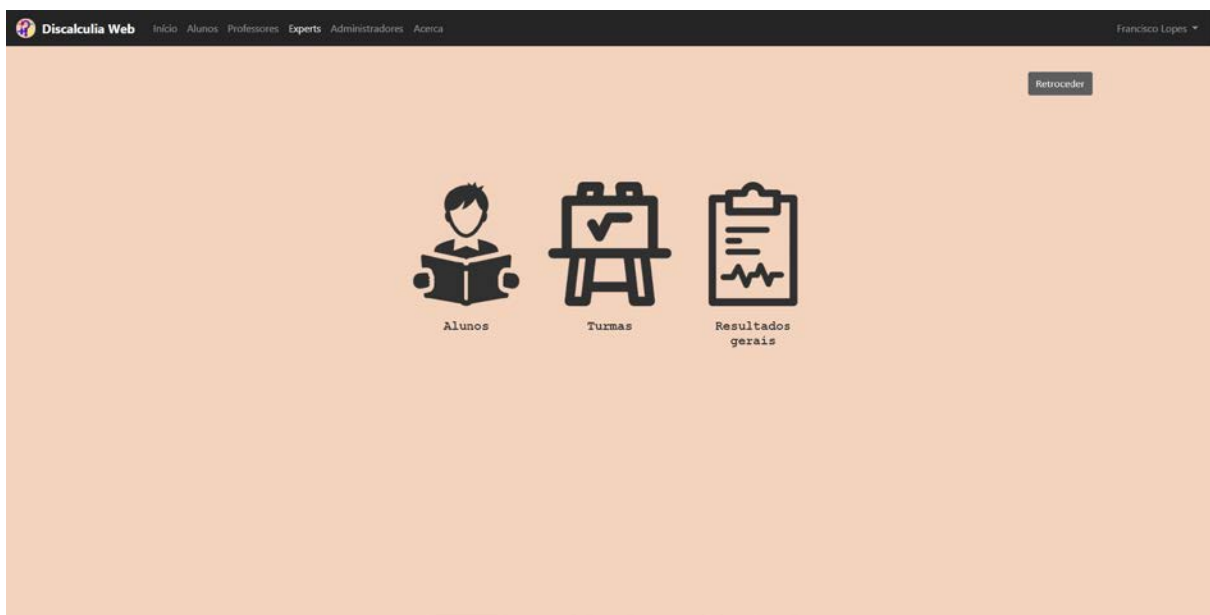 Discalculia Web Início Alunos Professores Experts Administradores Acerca Francisco Lopes
Retroceder
Alunos Turmas Resultados
gerais